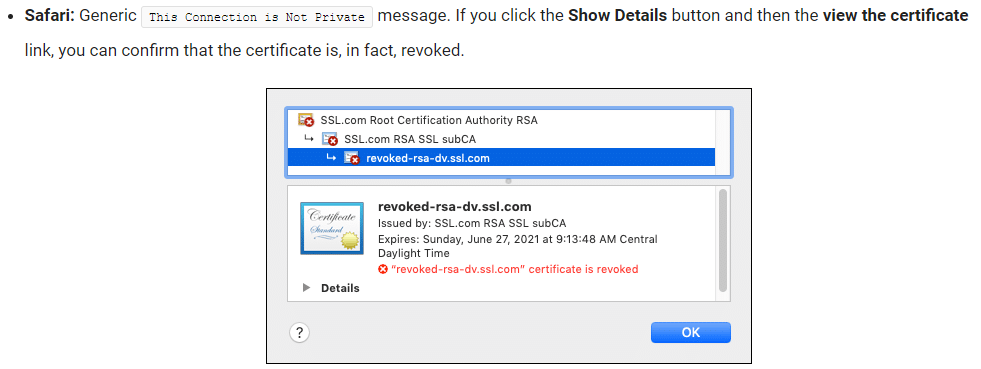 • Safari: Generic This Connection is Not Private message. If you click the Show Details button and then the view the certificate
link, you can confirm that the certificate is, in fact, revoked.
SSL.com Root Certification Authority RSA
↳ SSL.com RSA SSL subCA
↳ revoked-rsa-dv.ssl.com
Certificate
Standard
revoked-rsa-dv.ssl.com
Issued by: SSL.com RSA SSL subCA
Expires: Sunday, June 27, 2021 at 9:13:48 AM Central
Daylight Time
"revoked-rsa-dv.ssl.com" certificate is revoked
Details
?
OK